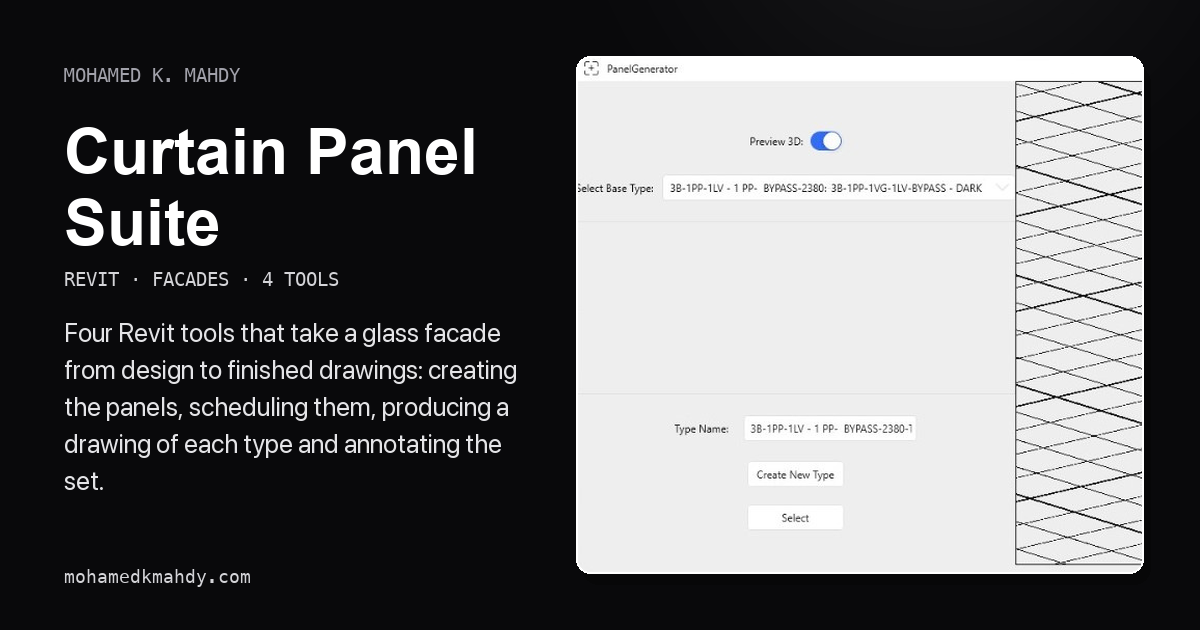 MOHAMED K. MAHDY
Curtain Panel
Suite
REVIT · FACADES · 4 TOOLS
Four Revit tools that take a glass facade
from design to finished drawings: creating
the panels, scheduling them, producing a
drawing of each type and annotating the
set.
mohamedkmahdy.com
PanelGenerator
Preview 3D:
Select Base Type: 3B-1PP-1LV - 1 PP- BYPASS-2380: 3B-1PP-1VG-1LV-BYPASS - DARK
Type Name: 3B-1PP-1LV - 1 PP- BYPASS-2380-1
Create New Type
Select